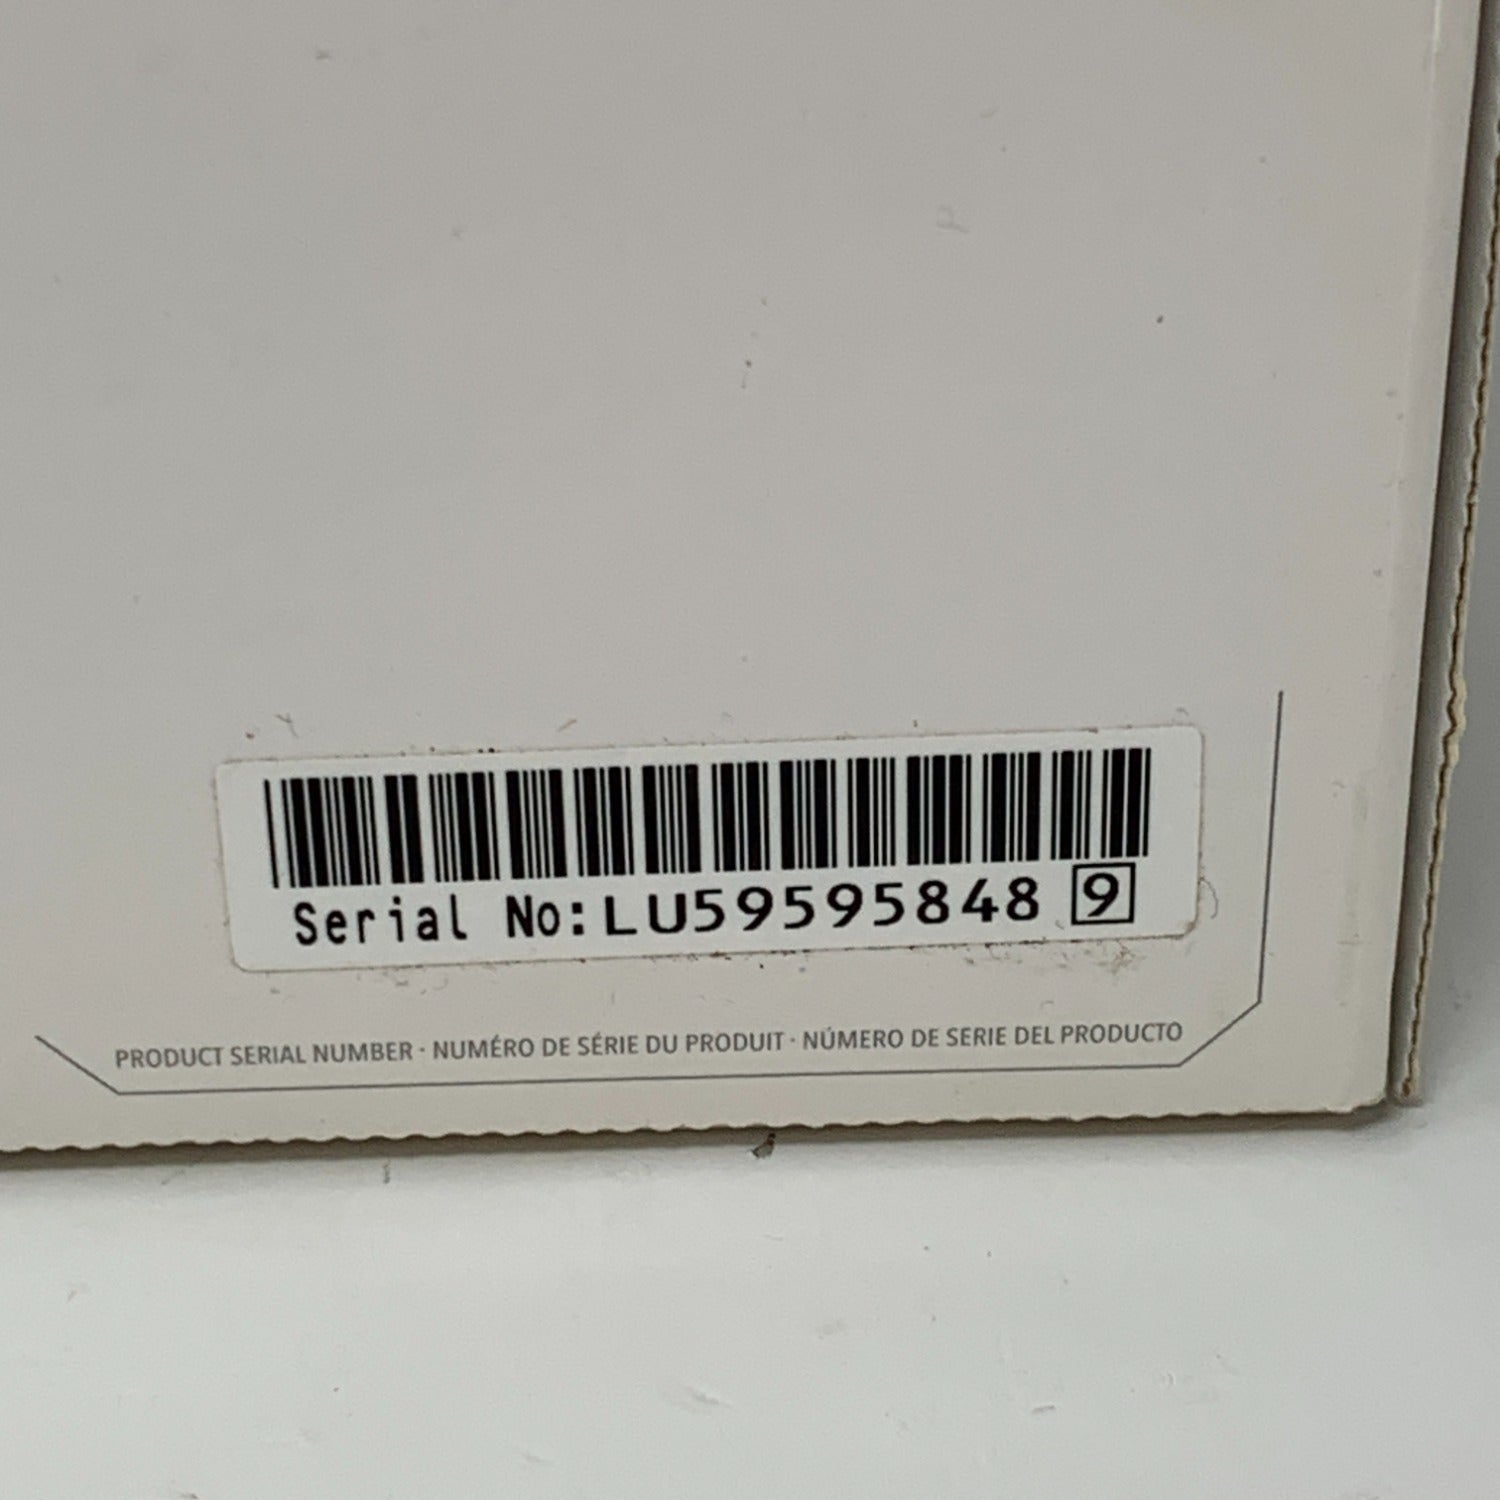 Serial No:LU59595848 9
PRODUCT SERIAL NUMBER · NUMÉRO DE SÉRIE DU PRODUIT · NÚMERO DE SERIE DEL PRODUCTO